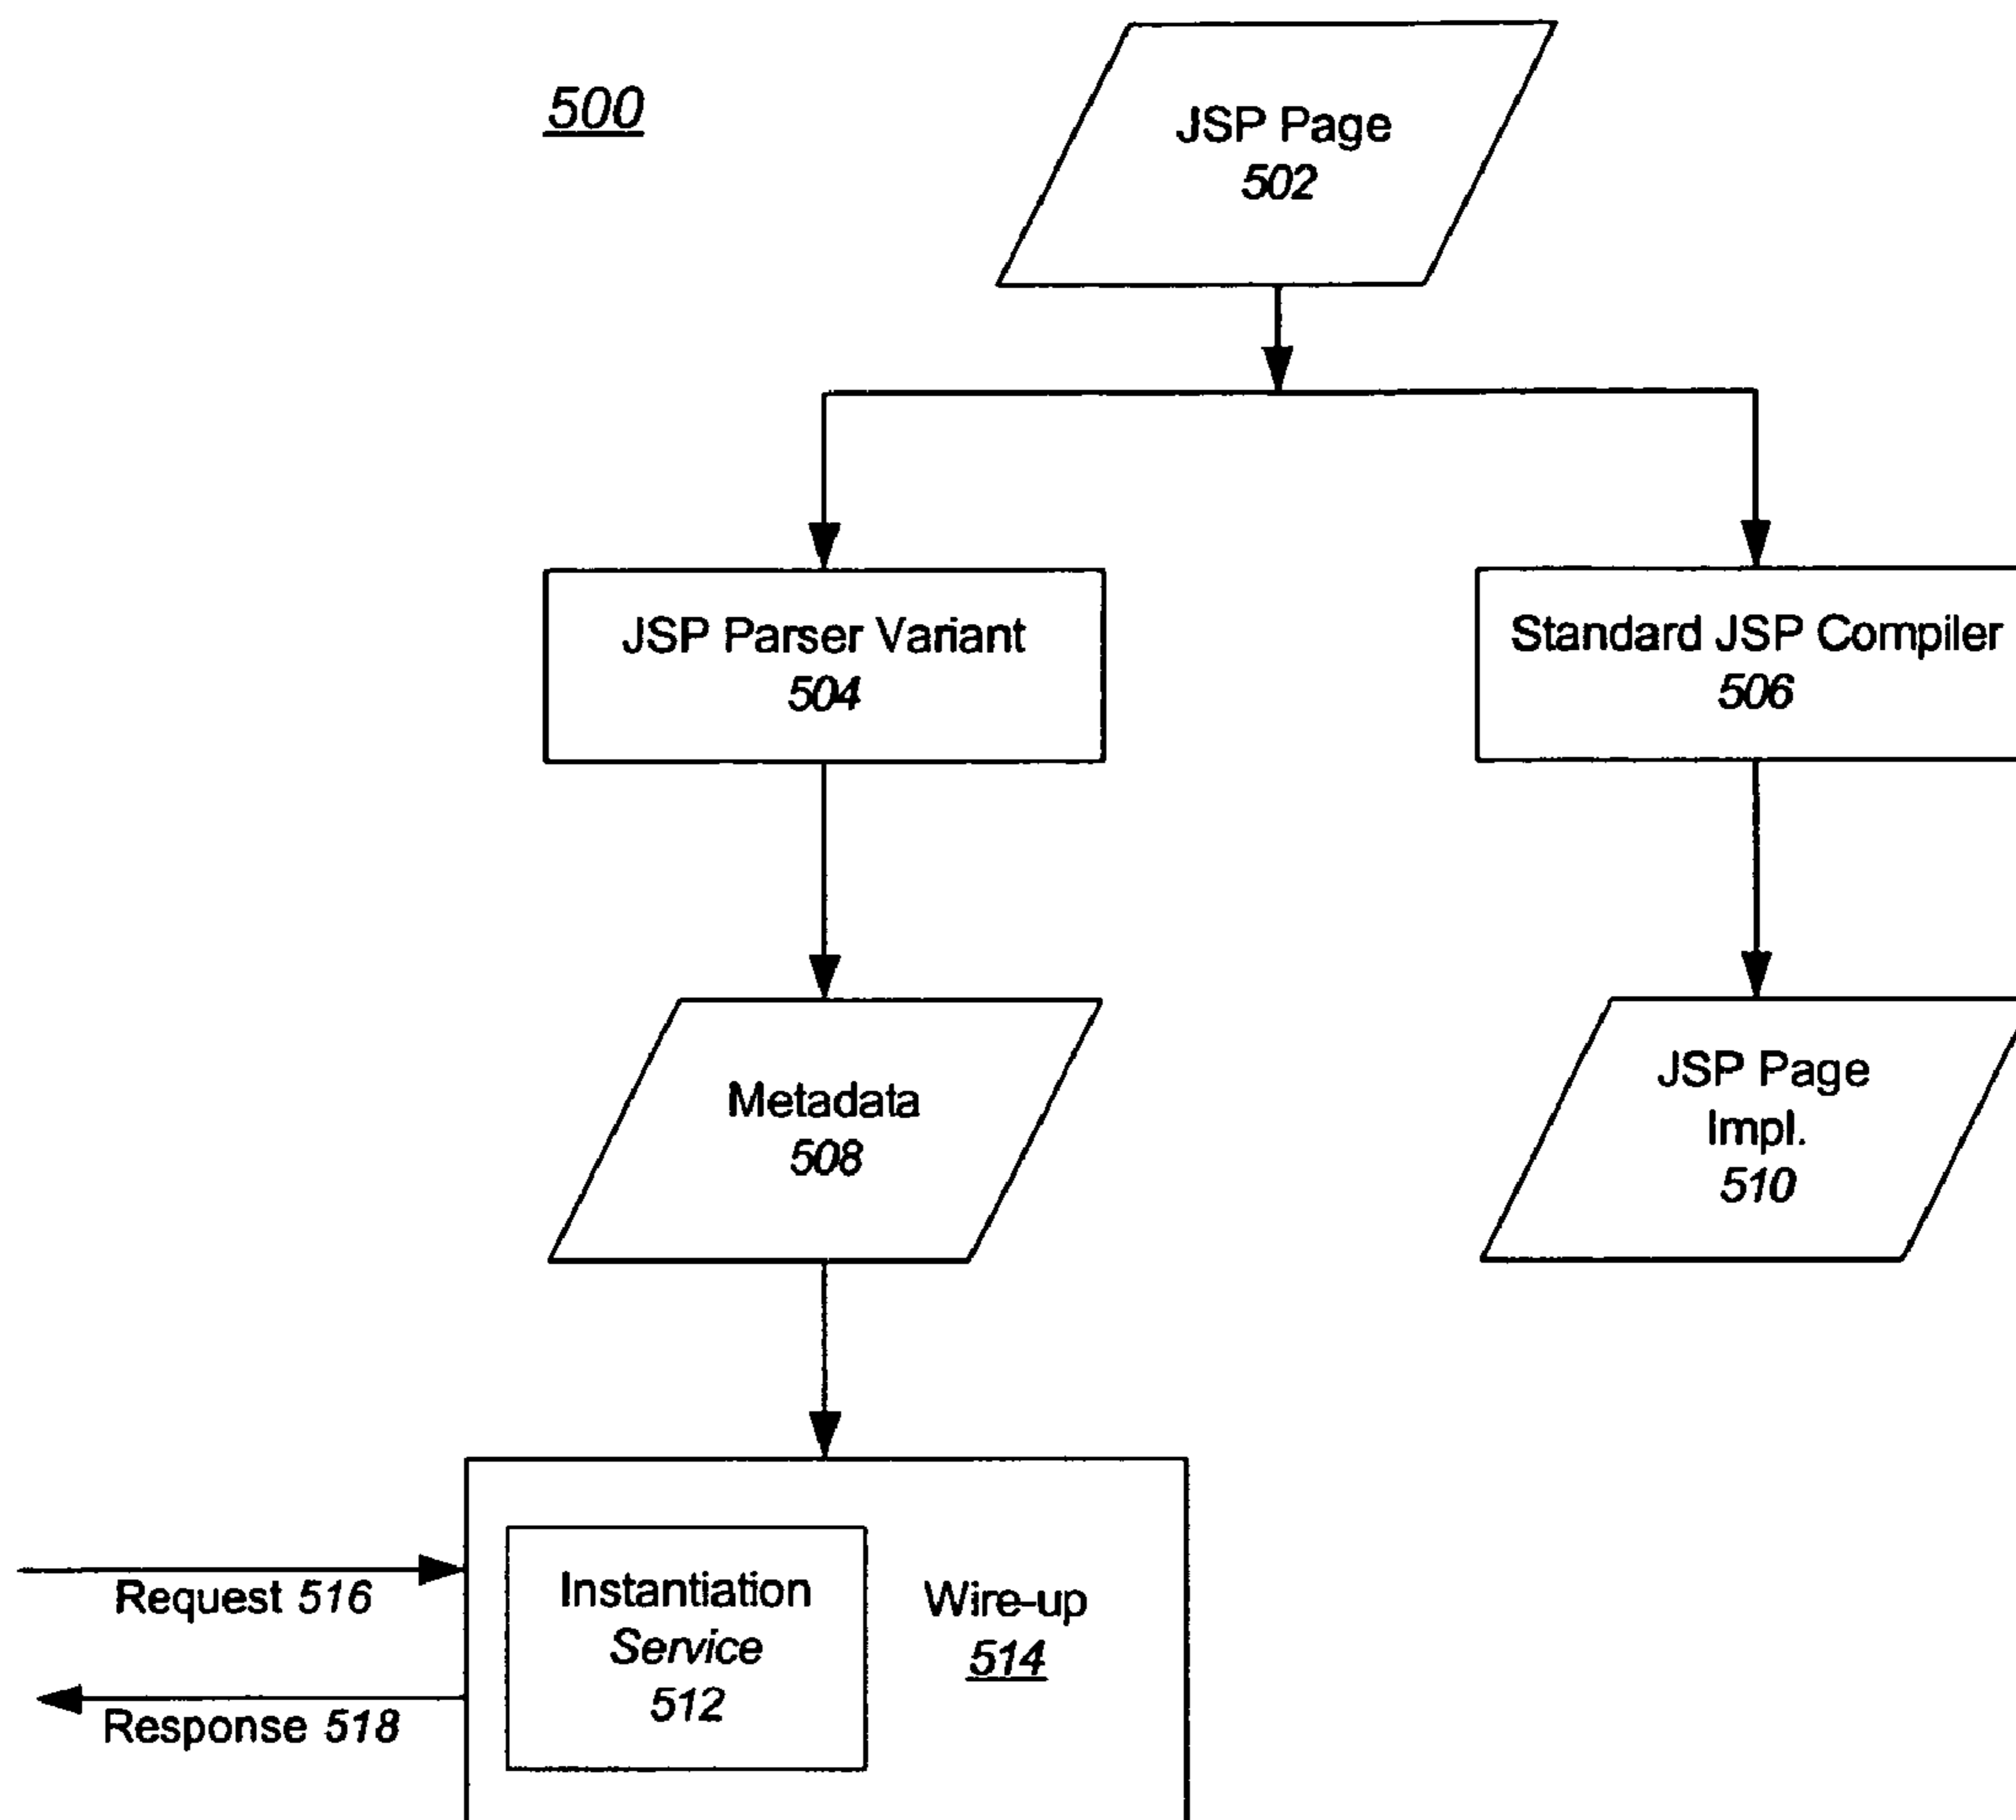 500
JSP Page
502
JSP Parser Variant
504
Standard JSP Compiler
506
Metadata
508
JSP Page
Impl.
510
Request 516
Response 518
Instantiation
Service
512
Wire-up
514